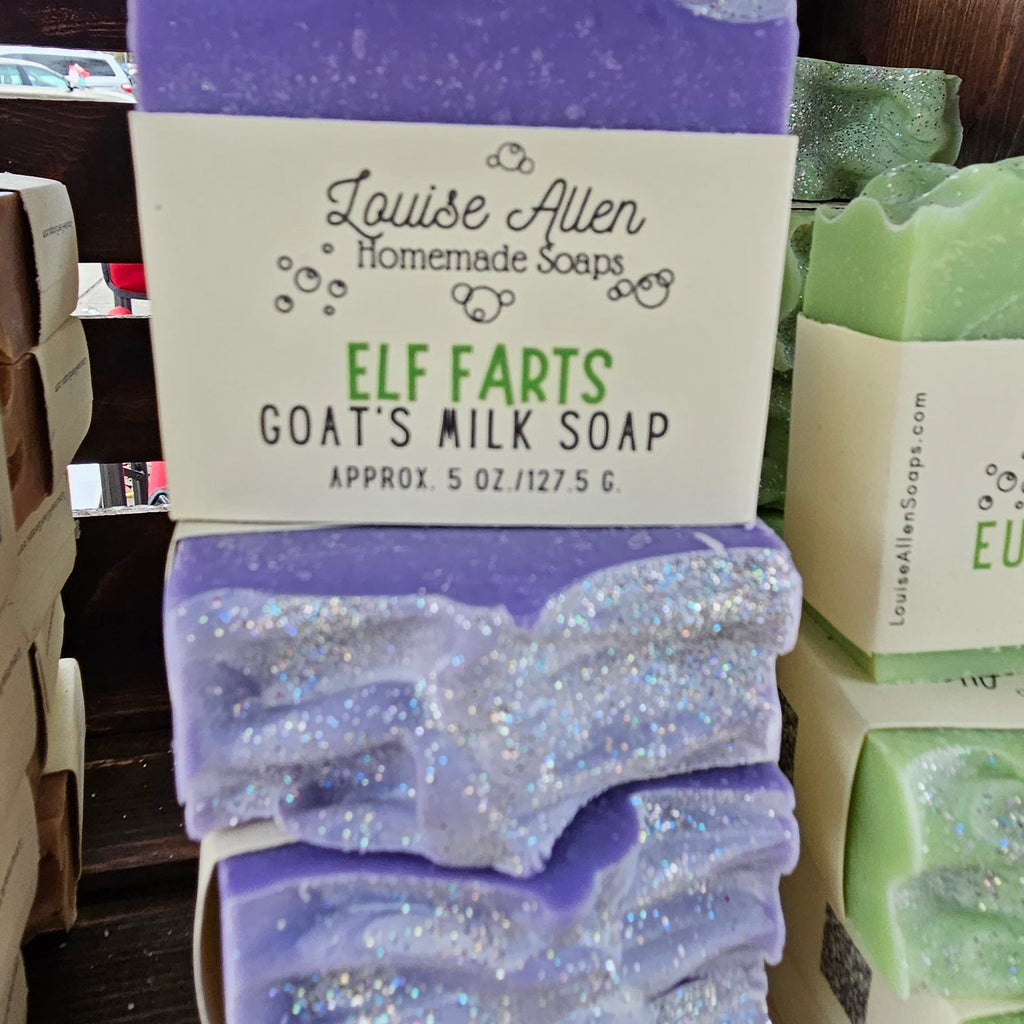 Louise Allen
Homemade Soaps
ELF FARTS
GOAT'S MILK SOAP
APPROX. 5 OZ./127.5 G.
LouiseAllenSoaps.com
EU